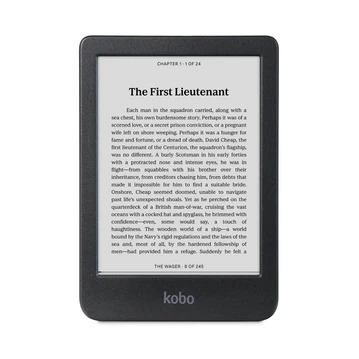 CHAPTER 1 · 1 OF 24
The First Lieutenant
Each man in the squadron carried, along with a
sea chest, his own burdensome story. Perhaps it was of a
scorned love, or a secret prison conviction, or a pregnant
wife left on shore weeping. Perhaps it was a hunger for
fame and fortune, or a dread of death. David Cheap, the
first lieutenant of the Centurion, the squadron's flagship,
was no different. A burly Scotsman in his early forties
with a protracted nose and intense eyes, he was in
flight—from squabbles with his brother over their
inheritance, from creditors chasing him, from debts that
made it impossible for him to find a suitable bride.
Onshore, Cheap seemed doomed, unable to navigate
past life's unexpected shoals. Yet as he perched on the
quarterdeck of a British man-of-war, cruising the vast
oceans with a cocked hat and spyglass, he brimmed with
confidence—even, some would say, a touch of
haughtiness. The wooden world of a ship—a world
bound by the Navy's rigid regulations and the laws of the
sea and, most of all, by the hardened fellowship of
men—had provided him a refuge. Suddenly he felt a
THE WAGER · 8 OF 245
kobo